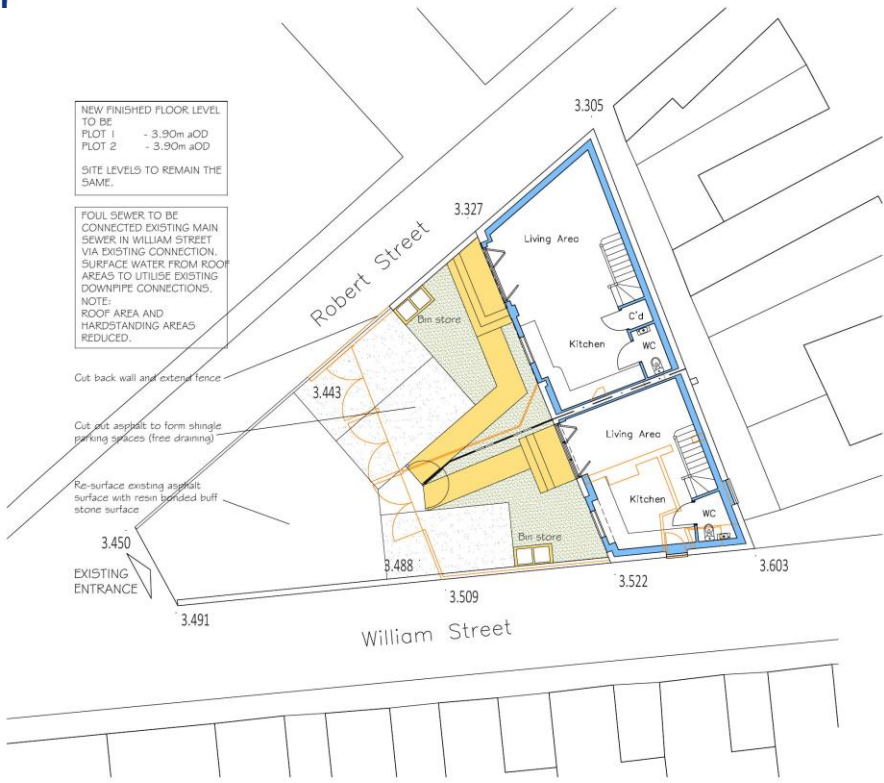 NEW FINISHED FLOOR LEVEL
TO BE
PLOT 1 - 3.90m aOD
PLOT 2 - 3.90m aOD
SITE LEVELS TO REMAIN THE
SAME.
FOUL SEWER TO BE
CONNECTED EXISTING MAIN
SEWER IN WILLIAM STREET
VIA EXISTING CONNECTION.
SURFACE WATER FROM ROOF
AREAS TO UTILISE EXISTING
DOWNPIPE CONNECTIONS.
NOTE:
ROOF AREA AND
HARDSTANDING AREAS
REDUCED.
Cut back wall and extend fence
Cut out asphalt to form shingle
parking spaces (free draining)
Re-surface existing asphalt
surface with resin bonded buff
stone surface
3.305
3.327
Robert Street
Living Area
Bin store
C'd
Kitchen
WC
3.443
Living Area
Kitchen
WC
Bin store
3.450
EXISTING
ENTRANCE
3.491
3.488
3.509
3.522
3.603
William Street